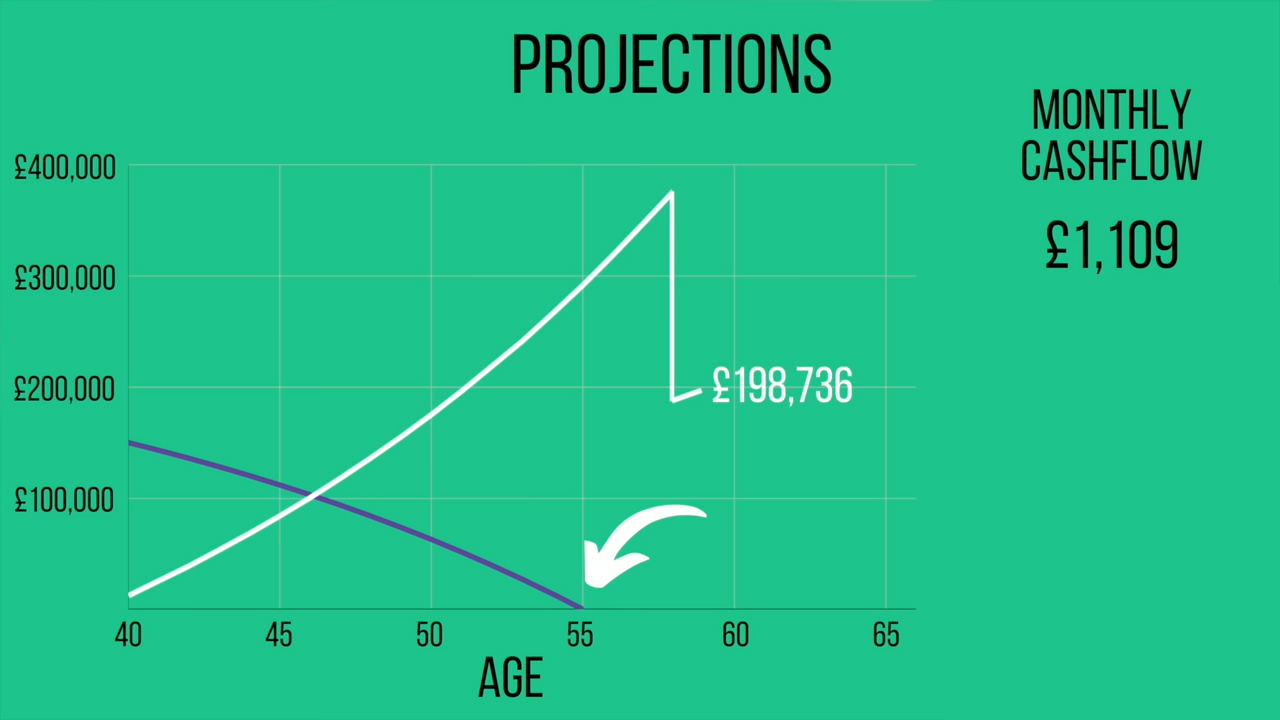 PROJECTIONS
MONTHLY
CASHFLOW
£1,109
£400,000
£300,000
£200,000
£100,000
£198,736
40 45 50 55 60 65
AGE